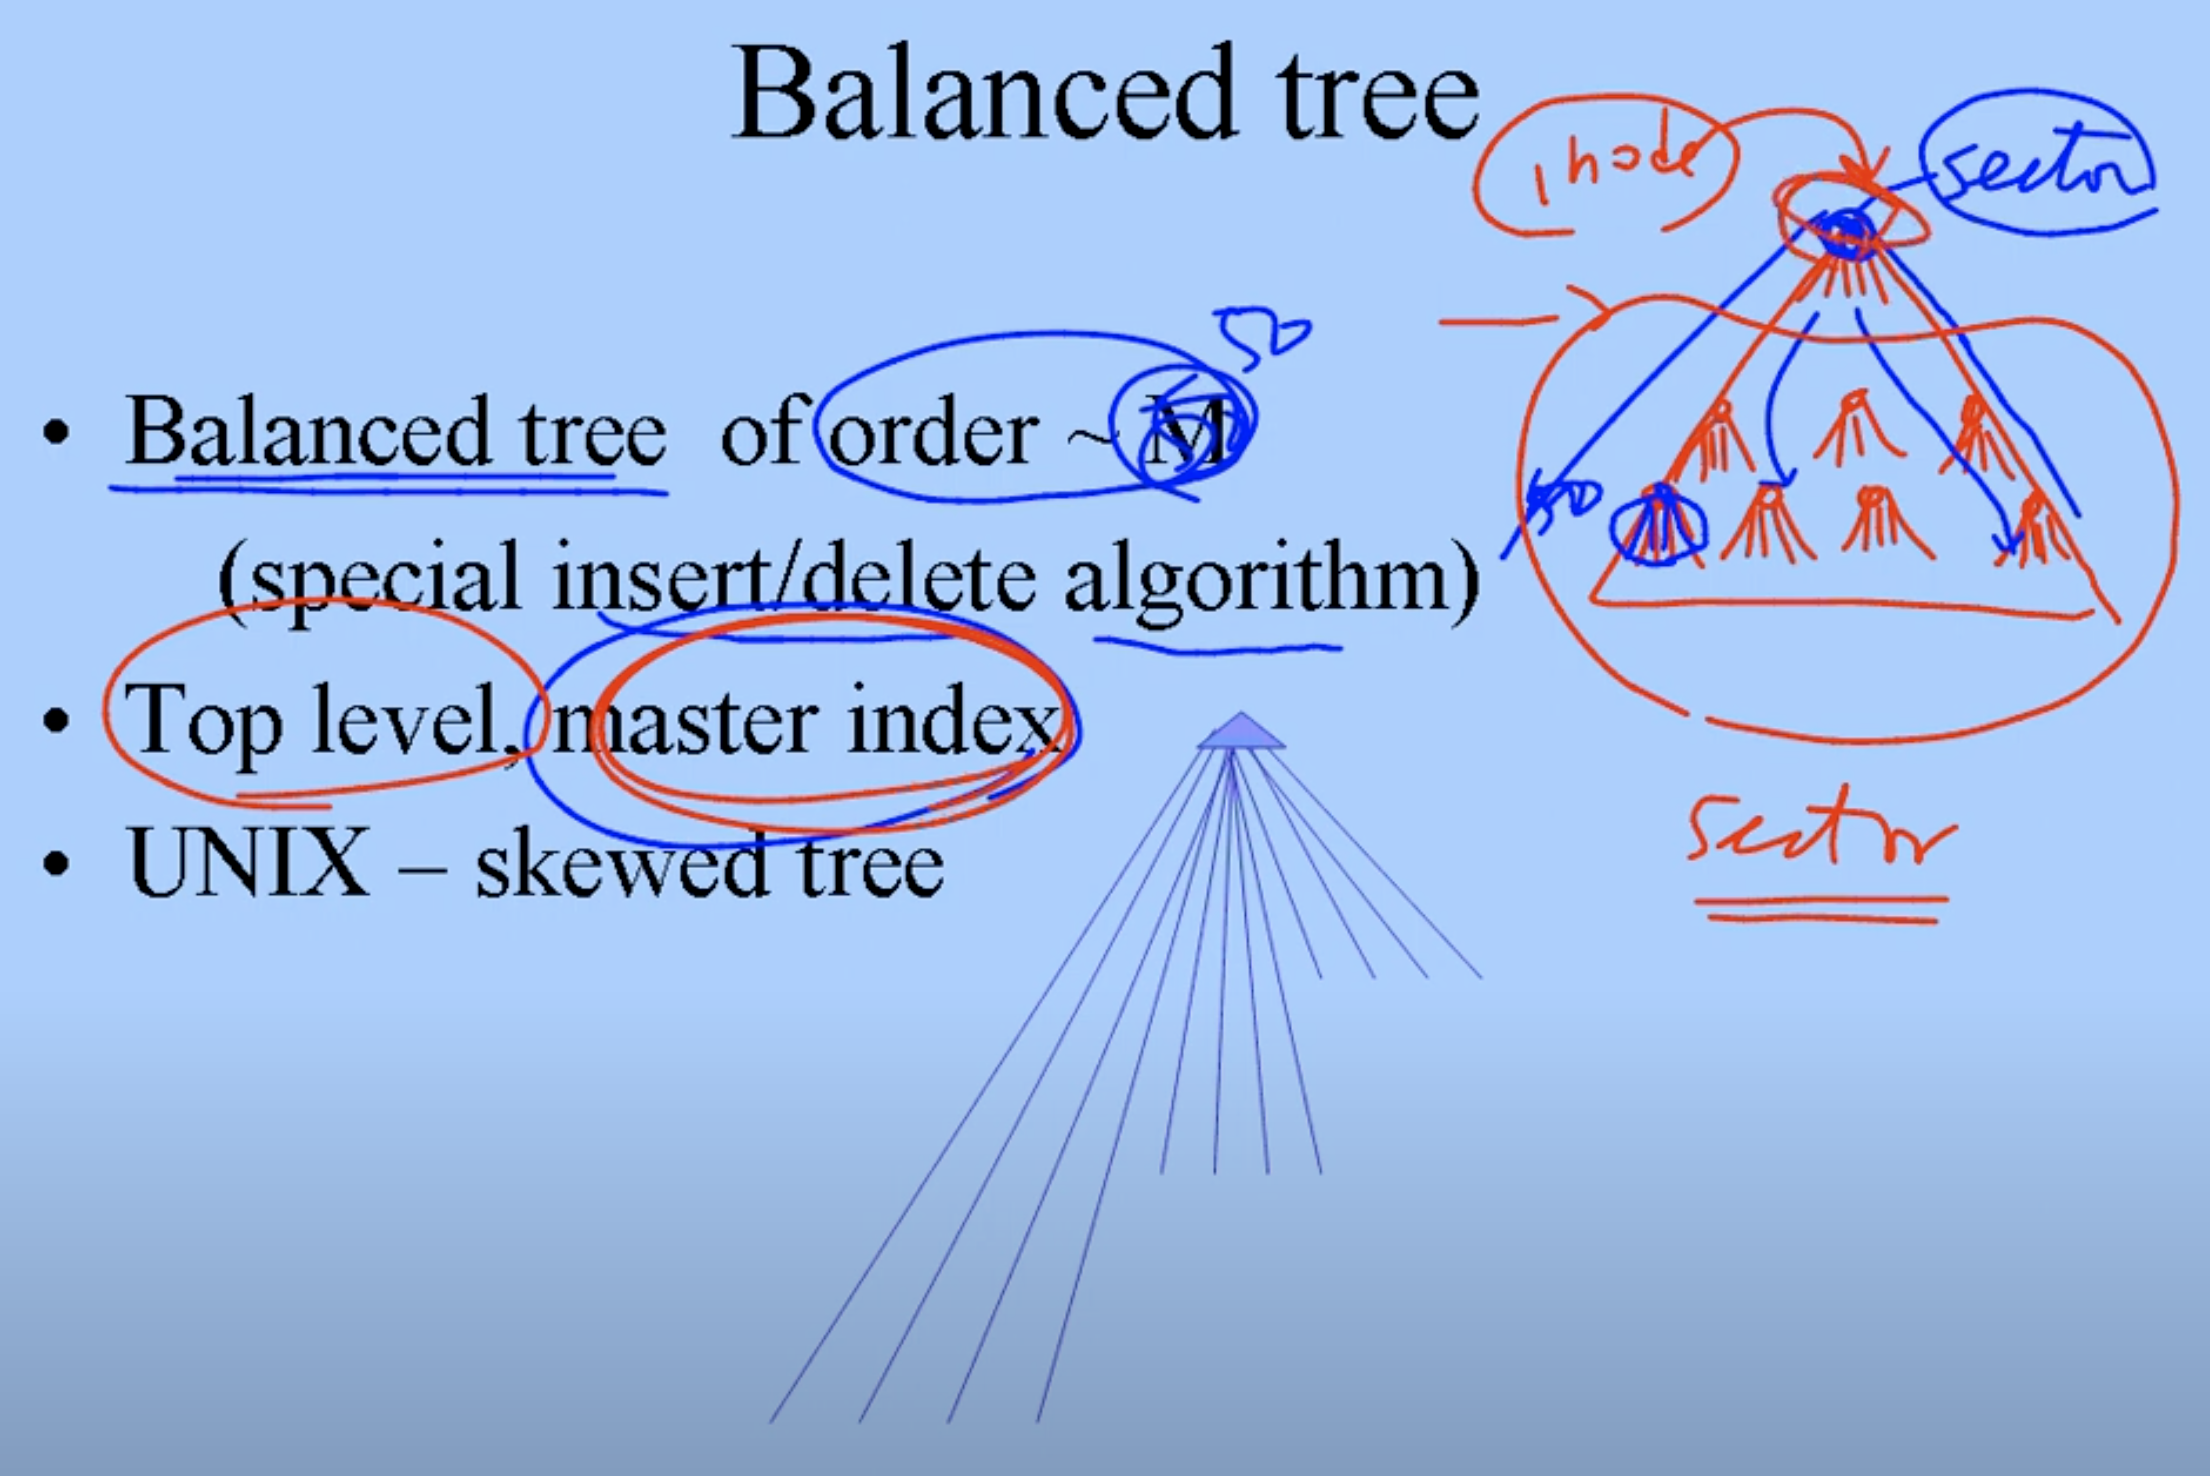 Balanced tree
inode
sector
50
• Balanced tree of order ~ M
50
(special insert/delete algorithm)
• Top level, master index
sector
• UNIX – skewed tree